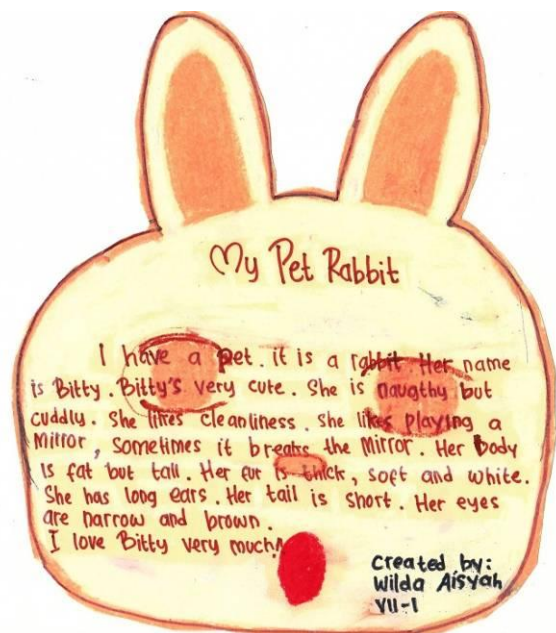 My Pet Rabbit
I have a pet. it is a rabbit. Her name
is Bitty. Bitty's very cute. She is naugthy but
cuddly. She likes cleanliness. She likes playing a
Mirror, sometimes it breaks the mirror. Her body
is fat but tall. Her fur is thick, soft and white.
She has long ears. Her tail is short. Her eyes
are narrow and brown.
I love Bitty very much!
Created by:
Wilda Aisyah
VII-1